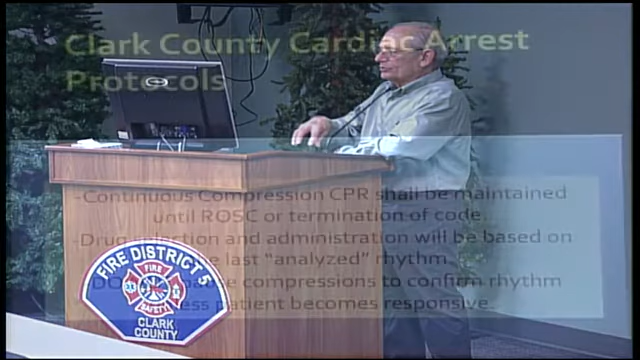 Clark County Cardiac Arrest
Protocols
-Continuous Compression CPR shall be maintained
until ROSC or termination of code.
-Drug selection and administration will be based on
last "analyzed" rhythm.
compressions to confirm rhythm
patient becomes responsive.
FIRE DISTRICT 5
FIRE
SAFETY
CLARK
COUNTY